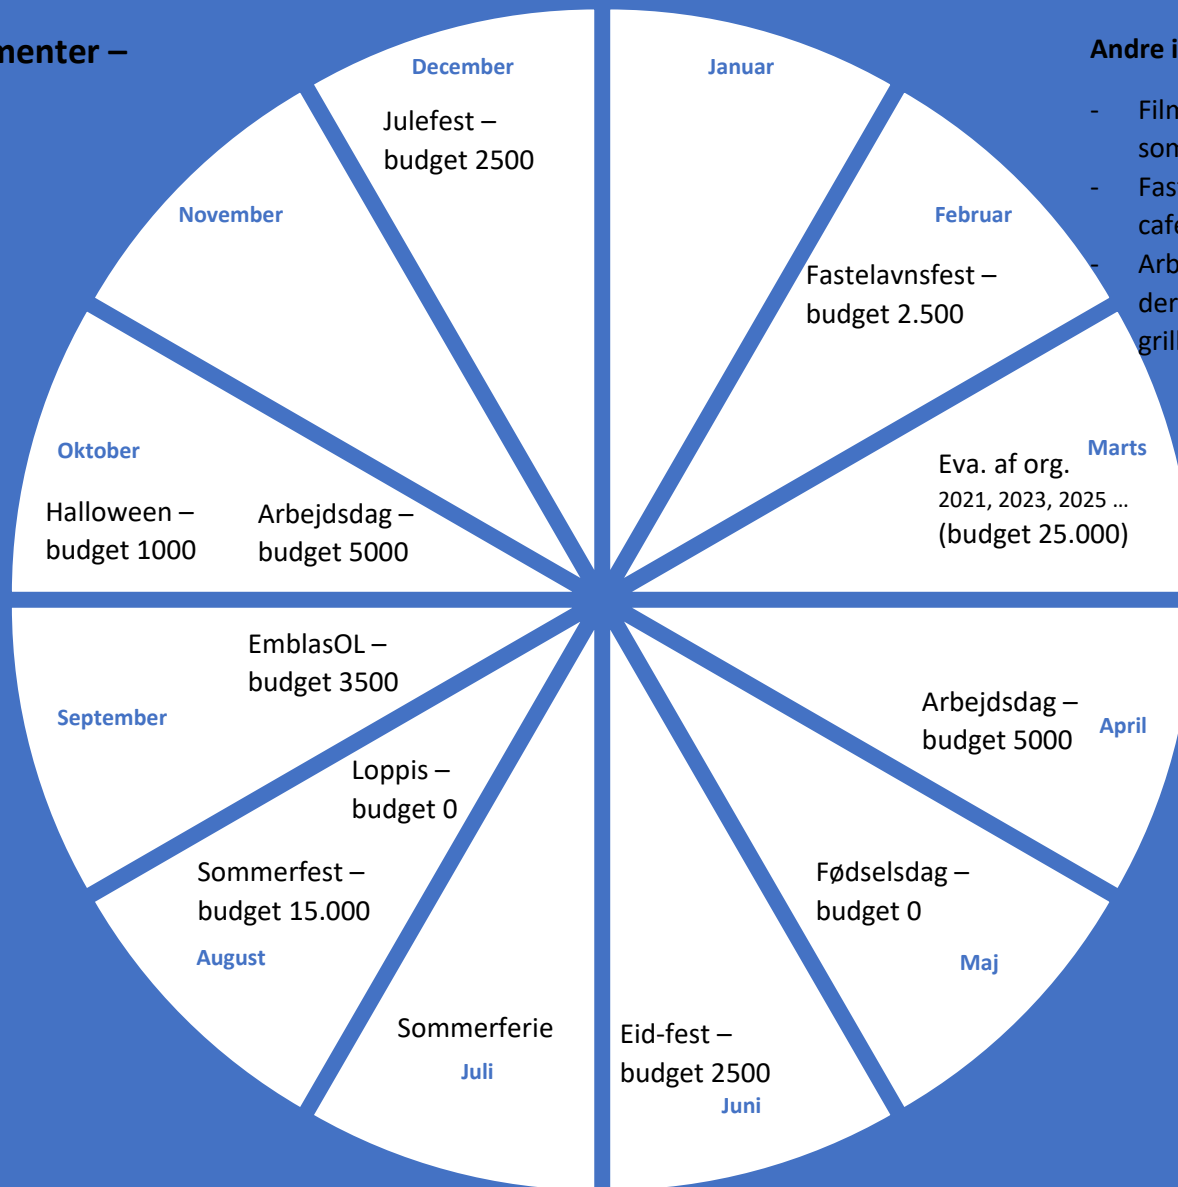 menter –
December
Julefest –
budget 2500
Januar
Februar
Fastelavnsfest –
budget 2.500
Marts
Eva. af org.
2021, 2023, 2025 ...
(budget 25.000)
April
Arbejdsdag –
budget 5000
Fødselsdag –
budget 0
Maj
Eid-fest –
budget 2500
Juni
Sommerferie
Juli
Loppis –
budget 0
Sommerfest –
budget 15.000
August
EmblasOL –
budget 3500
September
Oktober
Halloween –
budget 1000
Arbejdsdag –
budget 5000
November
Andre i
-
som
-
-
der